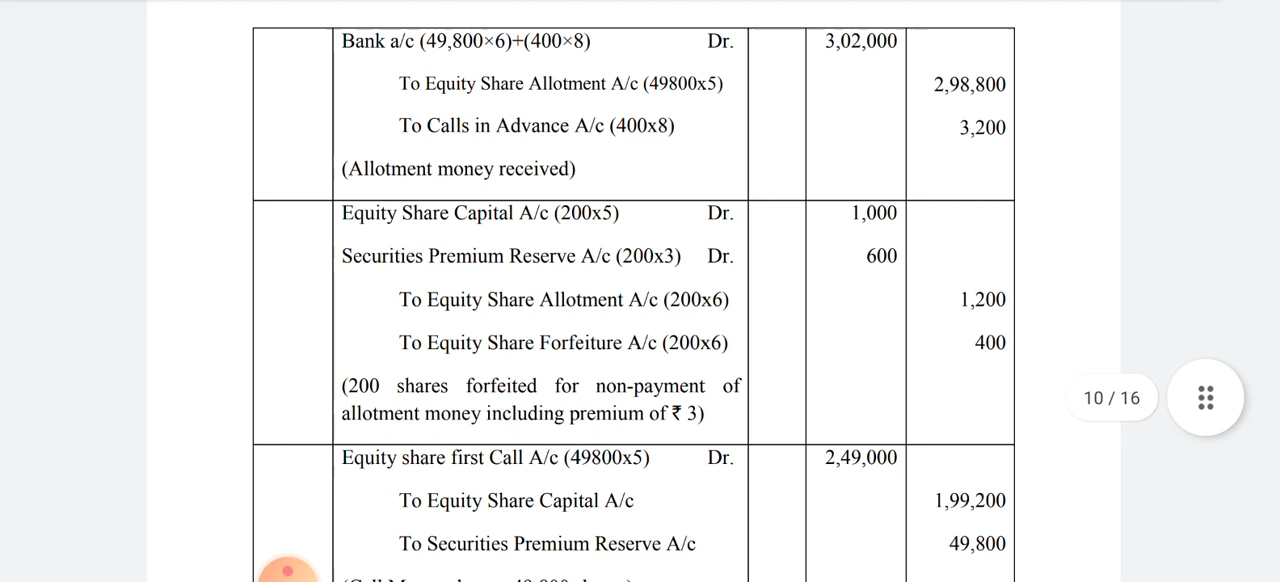 Bank a/c (49,800×6)+(400×8) Dr. 3,02,000
To Equity Share Allotment A/c (49800x5) 2,98,800
To Calls in Advance A/c (400x8) 3,200
(Allotment money received)
Equity Share Capital A/c (200x5) Dr. 1,000
Securities Premium Reserve A/c (200x3) Dr. 600
To Equity Share Allotment A/c (200x6) 1,200
To Equity Share Forfeiture A/c (200x6) 400
(200 shares forfeited for non-payment of
allotment money including premium of ₹ 3)
10 / 16
Equity share first Call A/c (49800x5) Dr. 2,49,000
To Equity Share Capital A/c 1,99,200
To Securities Premium Reserve A/c 49,800